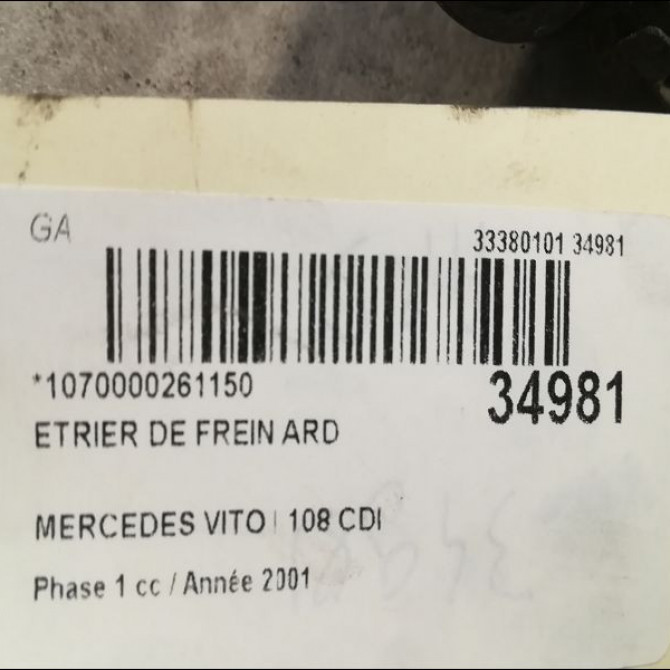 GA
33380101 34981
*1070000261150
34981
ETRIER DE FREIN ARD
MERCEDES VITO | 108 CDI
Phase 1 cc / Année 2001